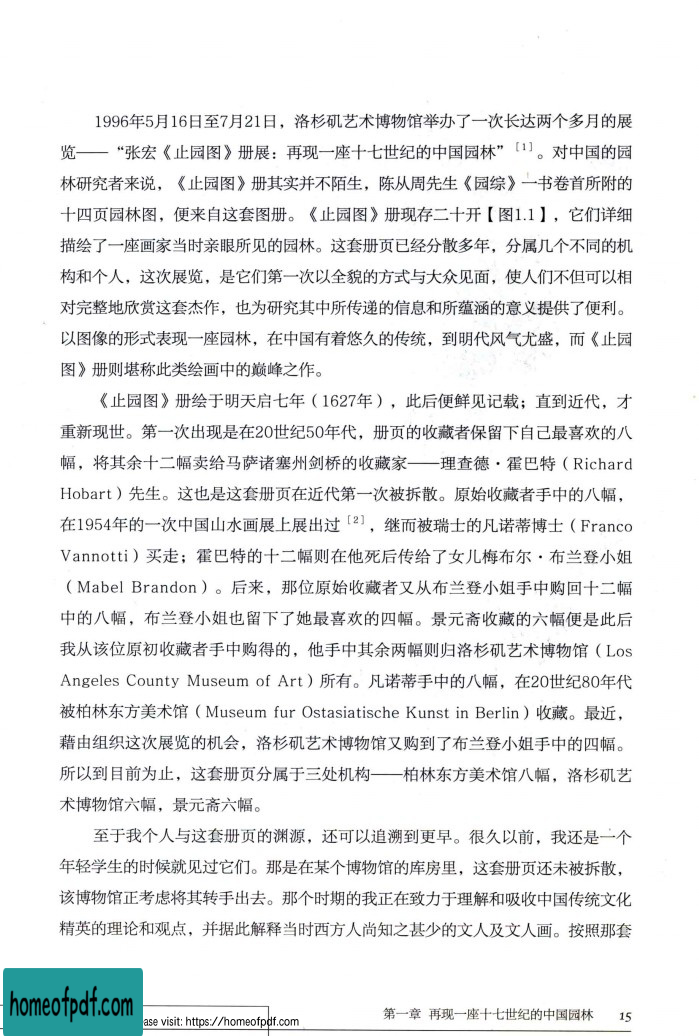 1996年5月16日至7月21日，洛杉矶艺术博物馆举办了一次长达两个多月的展
览——“张宏《止园图》册展：再现一座十七世纪的中国园林”［1］。对中国的园
林研究者来说，《止园图》册其实并不陌生，陈从周先生《园综》一书卷首所附的
十四页园林图，便来自这套图册。《止园图》册现存二十开【图1.1】，它们详细
描绘了一座画家当时亲眼所见的园林。这套册页已经分散多年，分属几个不同的机
构和个人，这次展览，是它们第一次以全貌的方式与大众见面，使人们不但可以相
对完整地欣赏这套杰作，也为研究其中所传递的信息和所蕴涵的意义提供了便利。
以图像的形式表现一座园林，在中国有着悠久的传统，到明代风气尤盛，而《止园
图》册则堪称此类绘画中的巅峰之作。
《止园图》册绘于明天启七年（1627年），此后便鲜见记载；直到近代，才
重新现世。第一次出现是在20世纪50年代，册页的收藏者保留下自己最喜欢的八
幅，将其余十二幅卖给马萨诸塞州剑桥的收藏家——理查德·霍巴特（Richard
Hobart）先生。这也是这套册页在近代第一次被拆散。原始收藏者手中的八幅，
在1954年的一次中国山水画展上展出过［2］，继而被瑞士的凡诺蒂博士（Franco
Vannotti）买走；霍巴特的十二幅则在他死后传给了女儿梅布尔·布兰登小姐
（Mabel Brandon）。后来，那位原始收藏者又从布兰登小姐手中购回十二幅
中的八幅，布兰登小姐也留下了她最喜欢的四幅。景元斋收藏的六幅便是此后
我从该位原初收藏者手中购得的，他手中其余两幅则归洛杉矶艺术博物馆（Los
Angeles County Museum of Art）所有。凡诺蒂手中的八幅，在20世纪80年代
被柏林东方美术馆（Museum fur Ostasiatische Kunst in Berlin）收藏。最近，
藉由组织这次展览的机会，洛杉矶艺术博物馆又购到了布兰登小姐手中的四幅。
所以到目前为止，这套册页分属于三处机构——柏林东方美术馆八幅，洛杉矶艺
术博物馆六幅，景元斋六幅。
至于我个人与这套册页的渊源，还可以追溯到更早。很久以前，我还是一个
年轻学生的时候就见过它们。那是在某个博物馆的库房里，这套册页还未被拆散，
该博物馆正考虑将其转手出去。那个时期的我正在致力于理解和吸收中国传统文化
精英的理论和观点，并据此解释当时西方人尚知之甚少的文人及文人画。按照那套
第一章 再现一座十七世纪的中国园林 15
homeofpdf.com
ase visit: https://homeofpdf.com